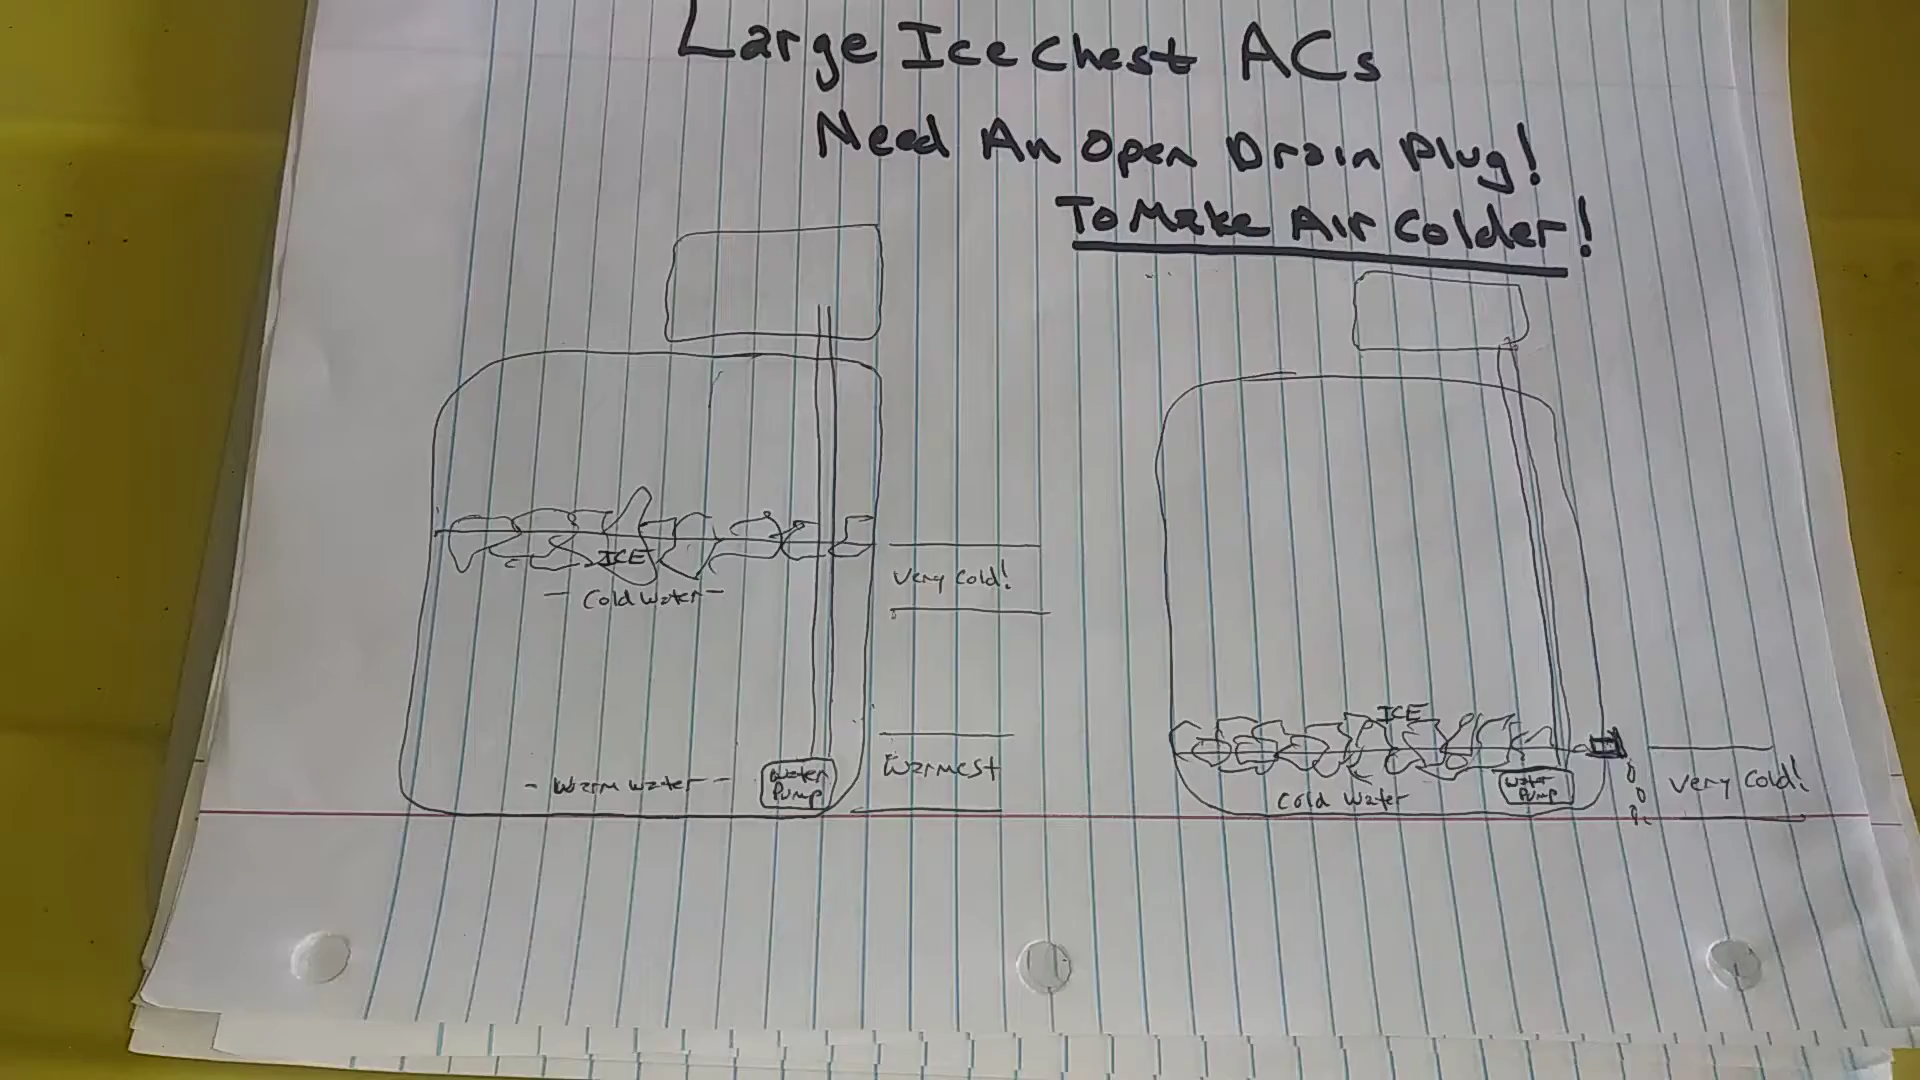 Large Ice Chest ACs
Need An Open Drain Plug!
To Make Air Colder!
ICE
- Cold Water -
Very Cold!
- Warm Water -
Water
Pump
Warmest
ICE
Cold Water
Water
Pump
Very Cold!